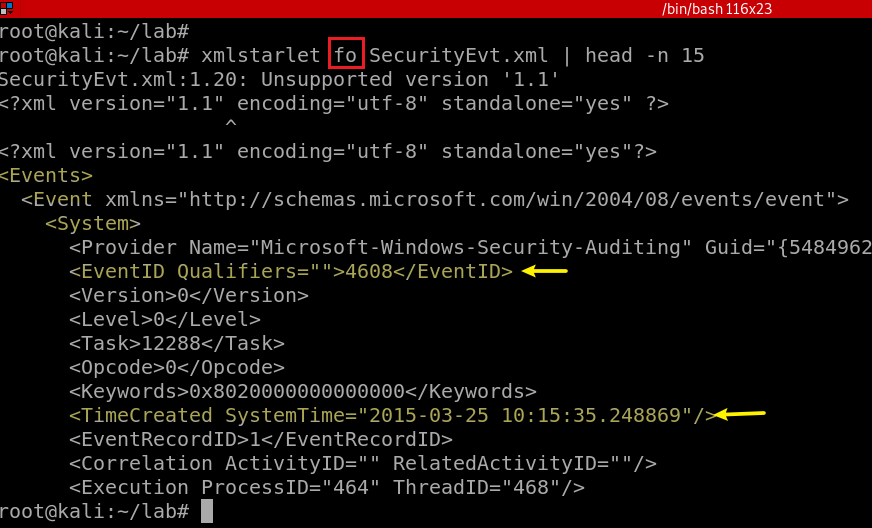 /bin/bash 116x23
root@kali:~/lab#
root@kali:~/lab# xmlstarlet fo SecurityEvt.xml | head -n 15
SecurityEvt.xml:1.20: Unsupported version '1.1'
<?xml version="1.1" encoding="utf-8" standalone="yes" ?>
                   ^
<?xml version="1.1" encoding="utf-8" standalone="yes"?>
<Events>
  <Event xmlns="http://schemas.microsoft.com/win/2004/08/events/event">
    <System>
      <Provider Name="Microsoft-Windows-Security-Auditing" Guid="{5484962
      <EventID Qualifiers="">4608</EventID>
      <Version>0</Version>
      <Level>0</Level>
      <Task>12288</Task>
      <Opcode>0</Opcode>
      <Keywords>0x8020000000000000</Keywords>
      <TimeCreated SystemTime="2015-03-25 10:15:35.248869"/>
      <EventRecordID>1</EventRecordID>
      <Correlation ActivityID="" RelatedActivityID=""/>
      <Execution ProcessID="464" ThreadID="468"/>
root@kali:~/lab#